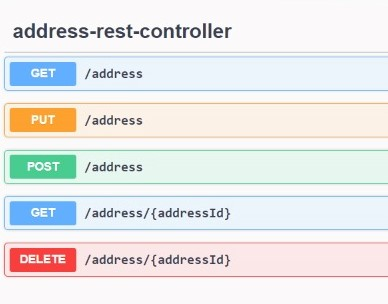 address-rest-controller
GET /address
PUT /address
POST /address
GET /address/{addressId}
DELETE /address/{addressId}